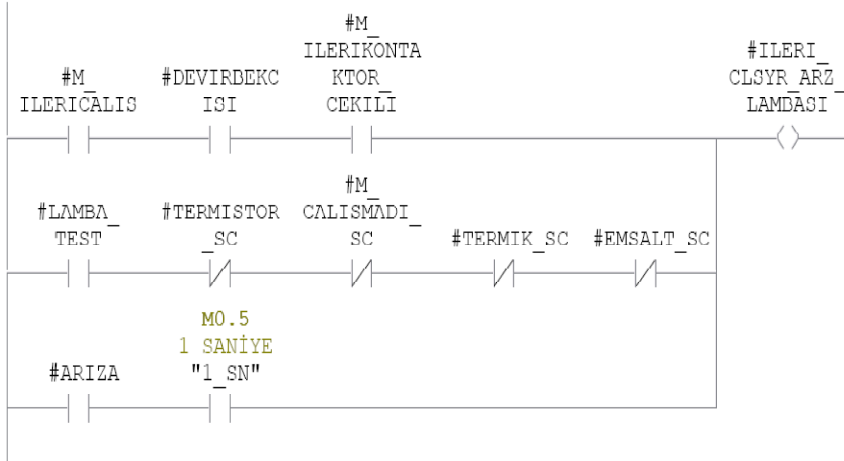 #M_
ILERICALIS
#DEVIRBEKC
ISI
#M_
ILERIKONTA
KTOR_
CEKILI
#ILERI_
CLSYR_ARZ_
LAMBASI
#LAMBA_
TEST
#TERMISTOR
_SC
#M_
CALISMADI_
SC
#TERMIK_SC
#EMSALT_SC
#ARIZA
M0.5
1 SANİYE
"1_SN"